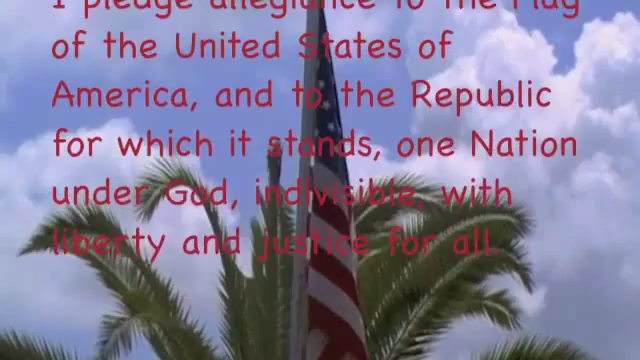 I pledge allegiance to the Flag
of the United States of
America, and to the Republic
for which it stands, one Nation
under God, indivisible, with
liberty and justice for all.